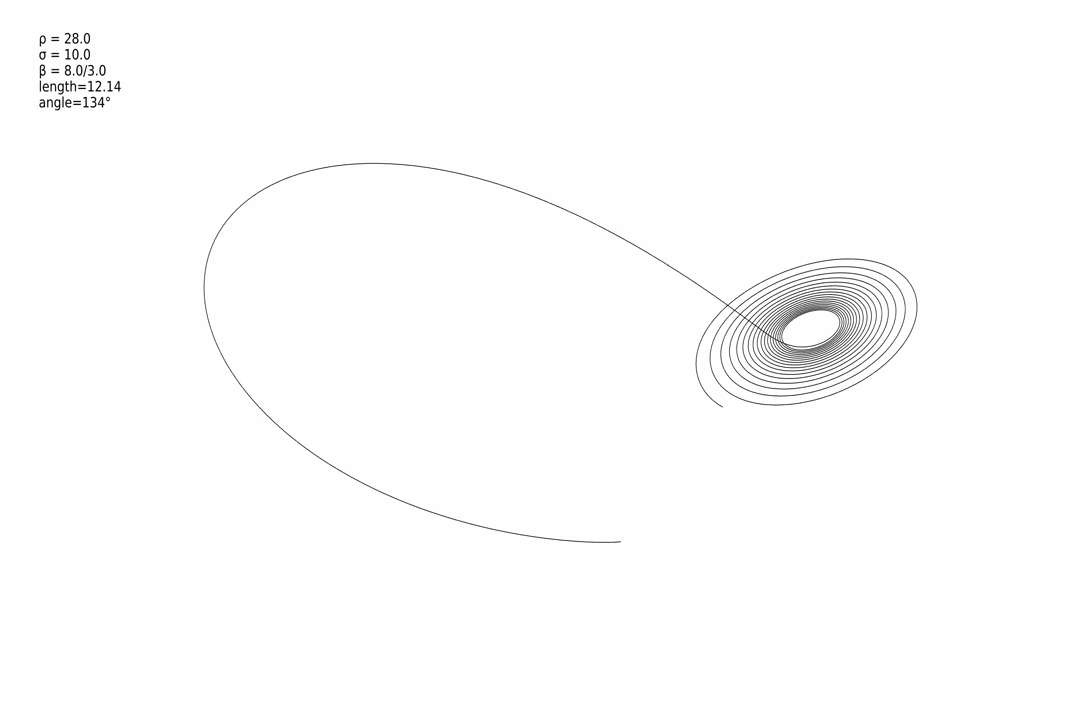 ρ = 28.0
σ = 10.0
β = 8.0/3.0
length=12.14
angle=134°